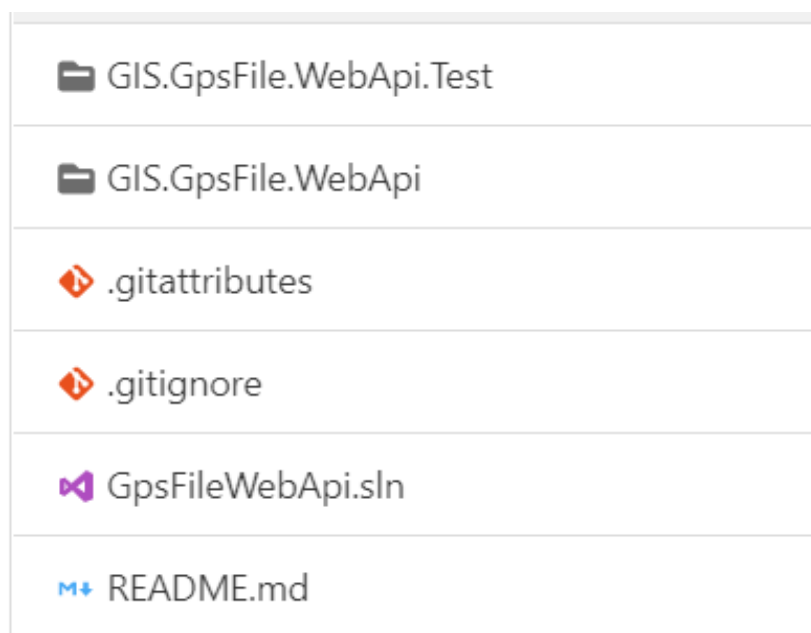 GIS.GpsFile.WebApi.Test
GIS.GpsFile.WebApi
.gitattributes
.gitignore
GpsFileWebApi.sln
M↓ README.md